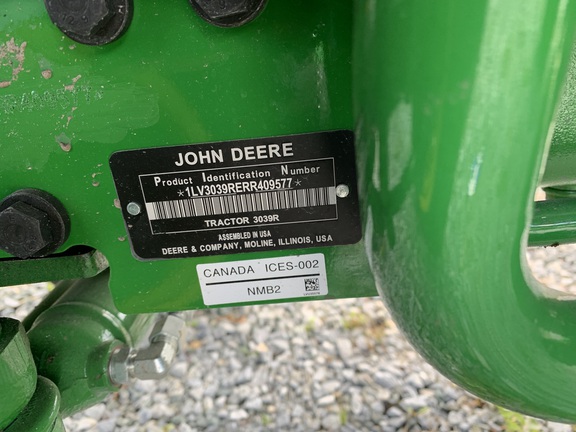 JOHN DEERE
Product Identification Number
*1LV3039RERR409577*
TRACTOR 3039R
ASSEMBLED IN USA
DEERE & COMPANY, MOLINE, ILLINOIS, USA
CANADA ICES-002
NMB2